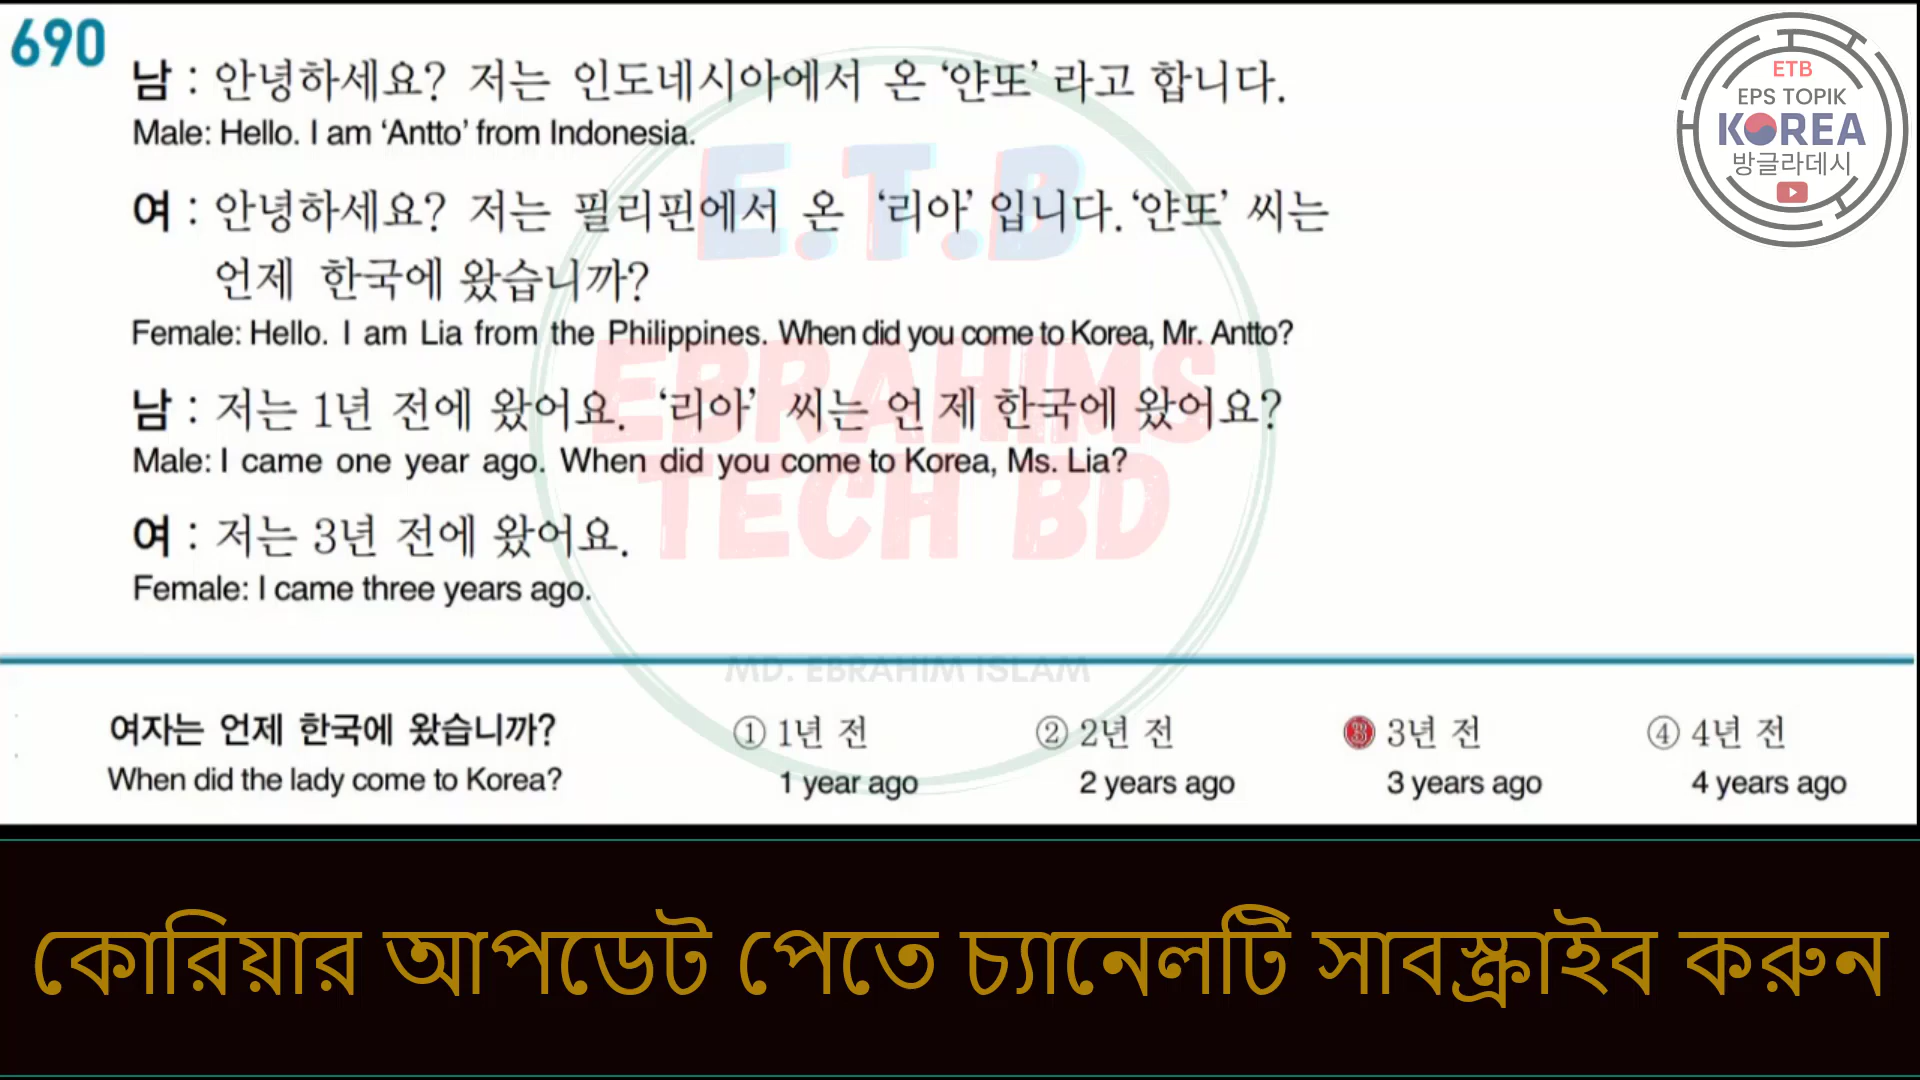 690
남 : 안녕하세요? 저는 인도네시아에서 온 ‘얀또’ 라고 합니다.
Male: Hello. I am ‘Antto’ from Indonesia.
여 : 안녕하세요? 저는 필리핀에서 온 ‘리아’ 입니다. ‘얀또’ 씨는
언제 한국에 왔습니까?
Female: Hello. I am Lia from the Philippines. When did you come to Korea, Mr. Antto?
남 : 저는 1년 전에 왔어요. ‘리아’ 씨는 언 제 한국에 왔어요?
Male: I came one year ago. When did you come to Korea, Ms. Lia?
여 : 저는 3년 전에 왔어요.
Female: I came three years ago.
ETB
EPS TOPIK
KOREA
방글라데시
E.T.B
EBRAHIMS
TECH BD
MD. EBRAHIM ISLAM
여자는 언제 한국에 왔습니까? ① 1년 전 ② 2년 전 ③ 3년 전 ④ 4년 전
When did the lady come to Korea? 1 year ago 2 years ago 3 years ago 4 years ago
কোরিয়ার আপডেট পেতে চ্যানেলটি সাবস্ক্রাইব করুন